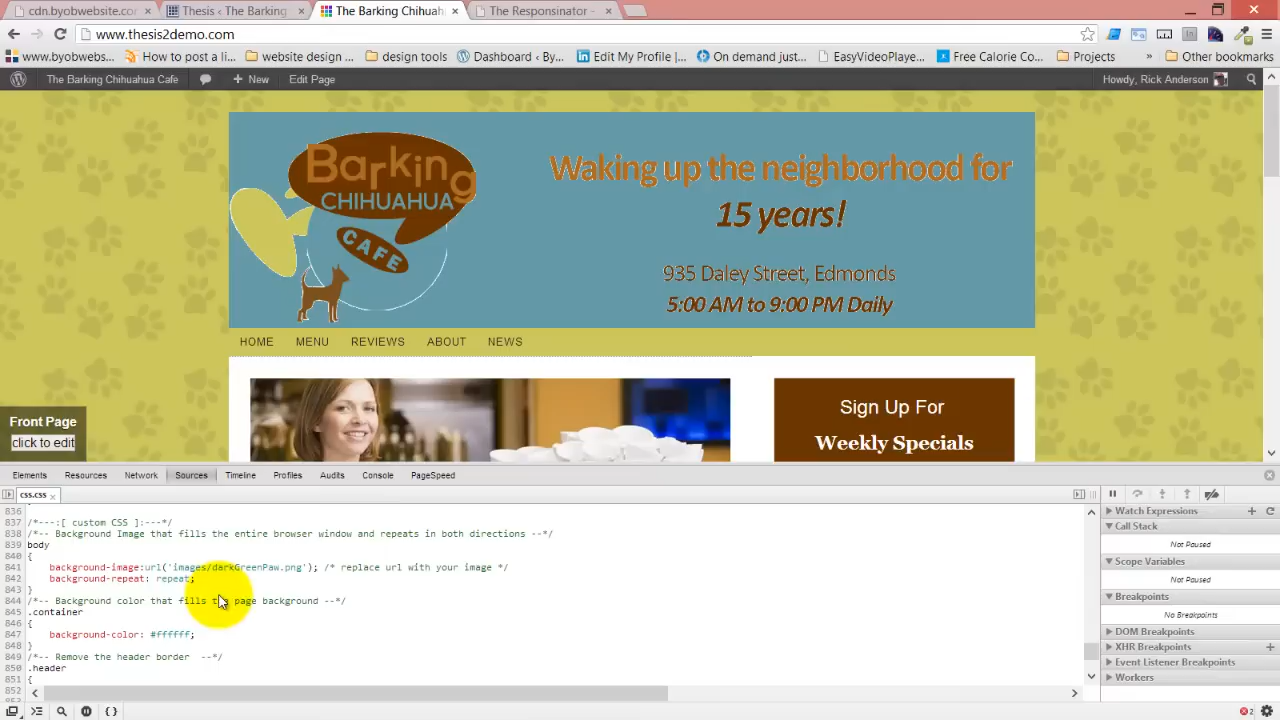 cdn.byobwebsite.cor ×
Thesis ‹ The Barking ×
The Barking Chihuah ×
The Responsinator - ×
www.thesis2demo.com
www.byobwebs...
How to post a li...
website design ...
design tools
Dashboard ‹ By...
Edit My Profile |...
On demand just...
EasyVideoPlaye...
Free Calorie Co...
Projects
»
Other bookmarks
The Barking Chihuahua Cafe
+ New
Edit Page
Howdy, Rick Anderson
Barking
CHIHUAHUA
CAFE
Waking up the neighborhood for
15 years!
935 Daley Street, Edmonds
5:00 AM to 9:00 PM Daily
HOME MENU REVIEWS ABOUT NEWS
Sign Up For
Weekly Specials
Front Page
click to edit
Elements Resources Network Sources Timeline Profiles Audits Console PageSpeed
css.css ×
836
837 /*---:[ custom CSS ]:---*/
838 /*-- Background Image that fills the entire browser window and repeats in both directions --*/
839 body
840 {
841 background-image:url('images/darkGreenPaw.png'); /* replace url with your image */
842 background-repeat: repeat;
843 }
844 /*-- Background color that fills the page background --*/
845 .container
846 {
847 background-color: #ffffff;
848 }
849 /*-- Remove the header border --*/
850 .header
851 {
852
Watch Expressions
Call Stack
Not Paused
Scope Variables
Not Paused
Breakpoints
No Breakpoints
DOM Breakpoints
XHR Breakpoints
Event Listener Breakpoints
Workers
{ }
2